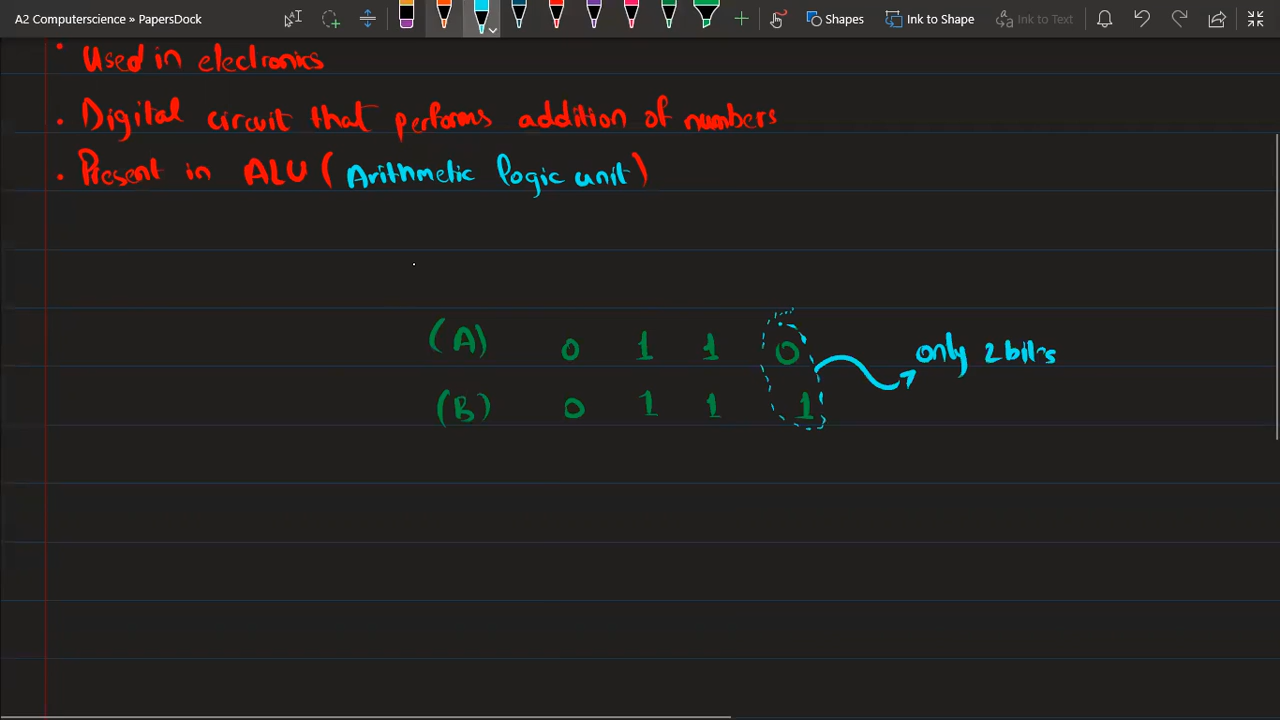 A2 Computerscience » PapersDock
Shapes
Ink to Shape
Ink to Text
• Used in electronics
• Digital circuit that performs addition of numbers
• Present in ALU (Arithmetic logic unit)
(A) 0 1 1 0
only 2 bits
(B) 0 1 1 1